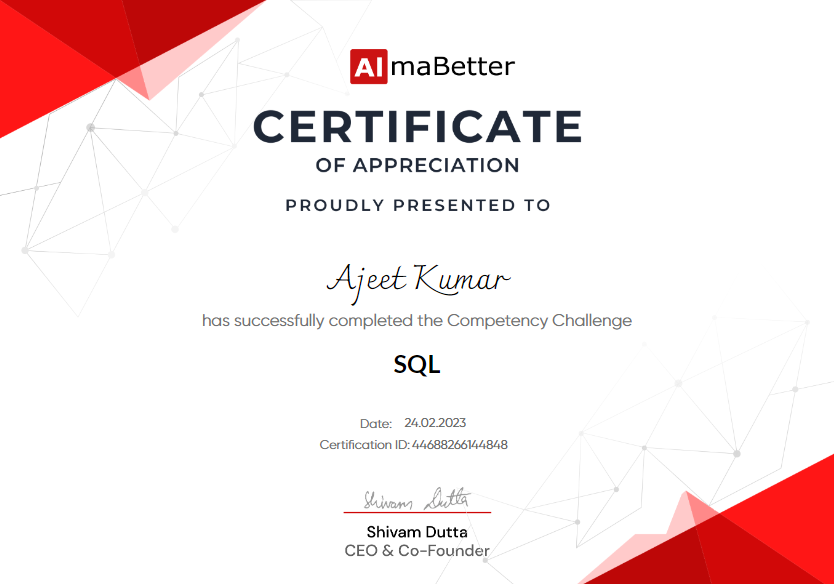 AlmaBetter
CERTIFICATE
OF APPRECIATION
PROUDLY PRESENTED TO
Ajeet Kumar
has successfully completed the Competency Challenge
SQL
Date: 24.02.2023
Certification ID: 44688266144848
Shivam Dutta
Shivam Dutta
CEO & Co-Founder